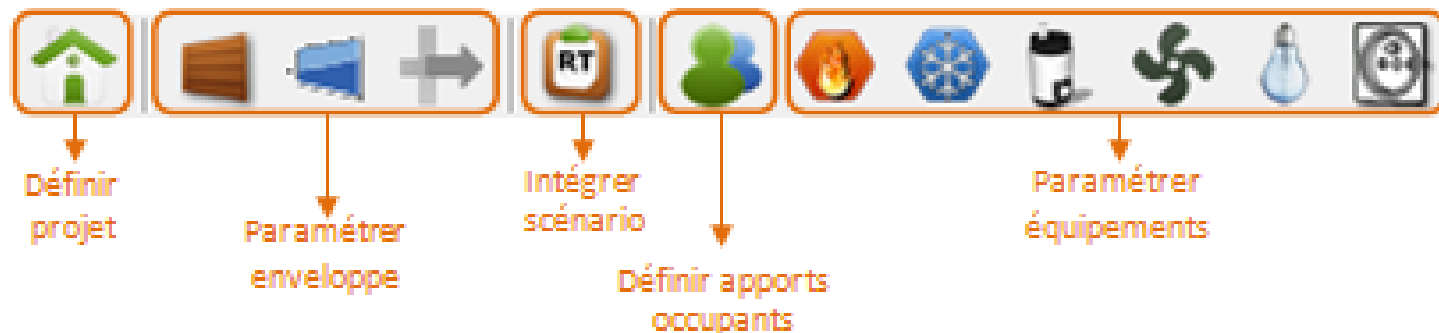 RT
Définir
projet
Paramétrer
enveloppe
Intégrer
scénario
Définir apports
occupants
Paramétrer
équipements